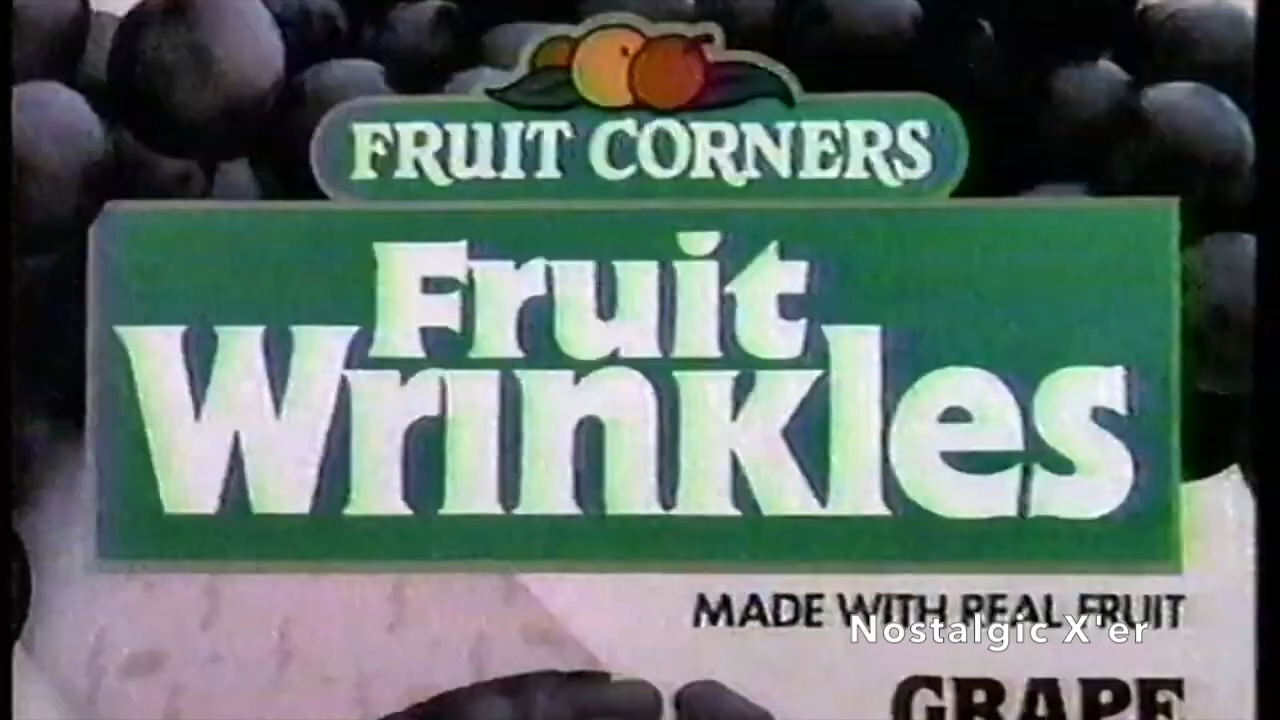 FRUIT CORNERS
Fruit
Wrinkles
MADE WITH REAL FRUIT
Nostalgic X'er
GRAPE